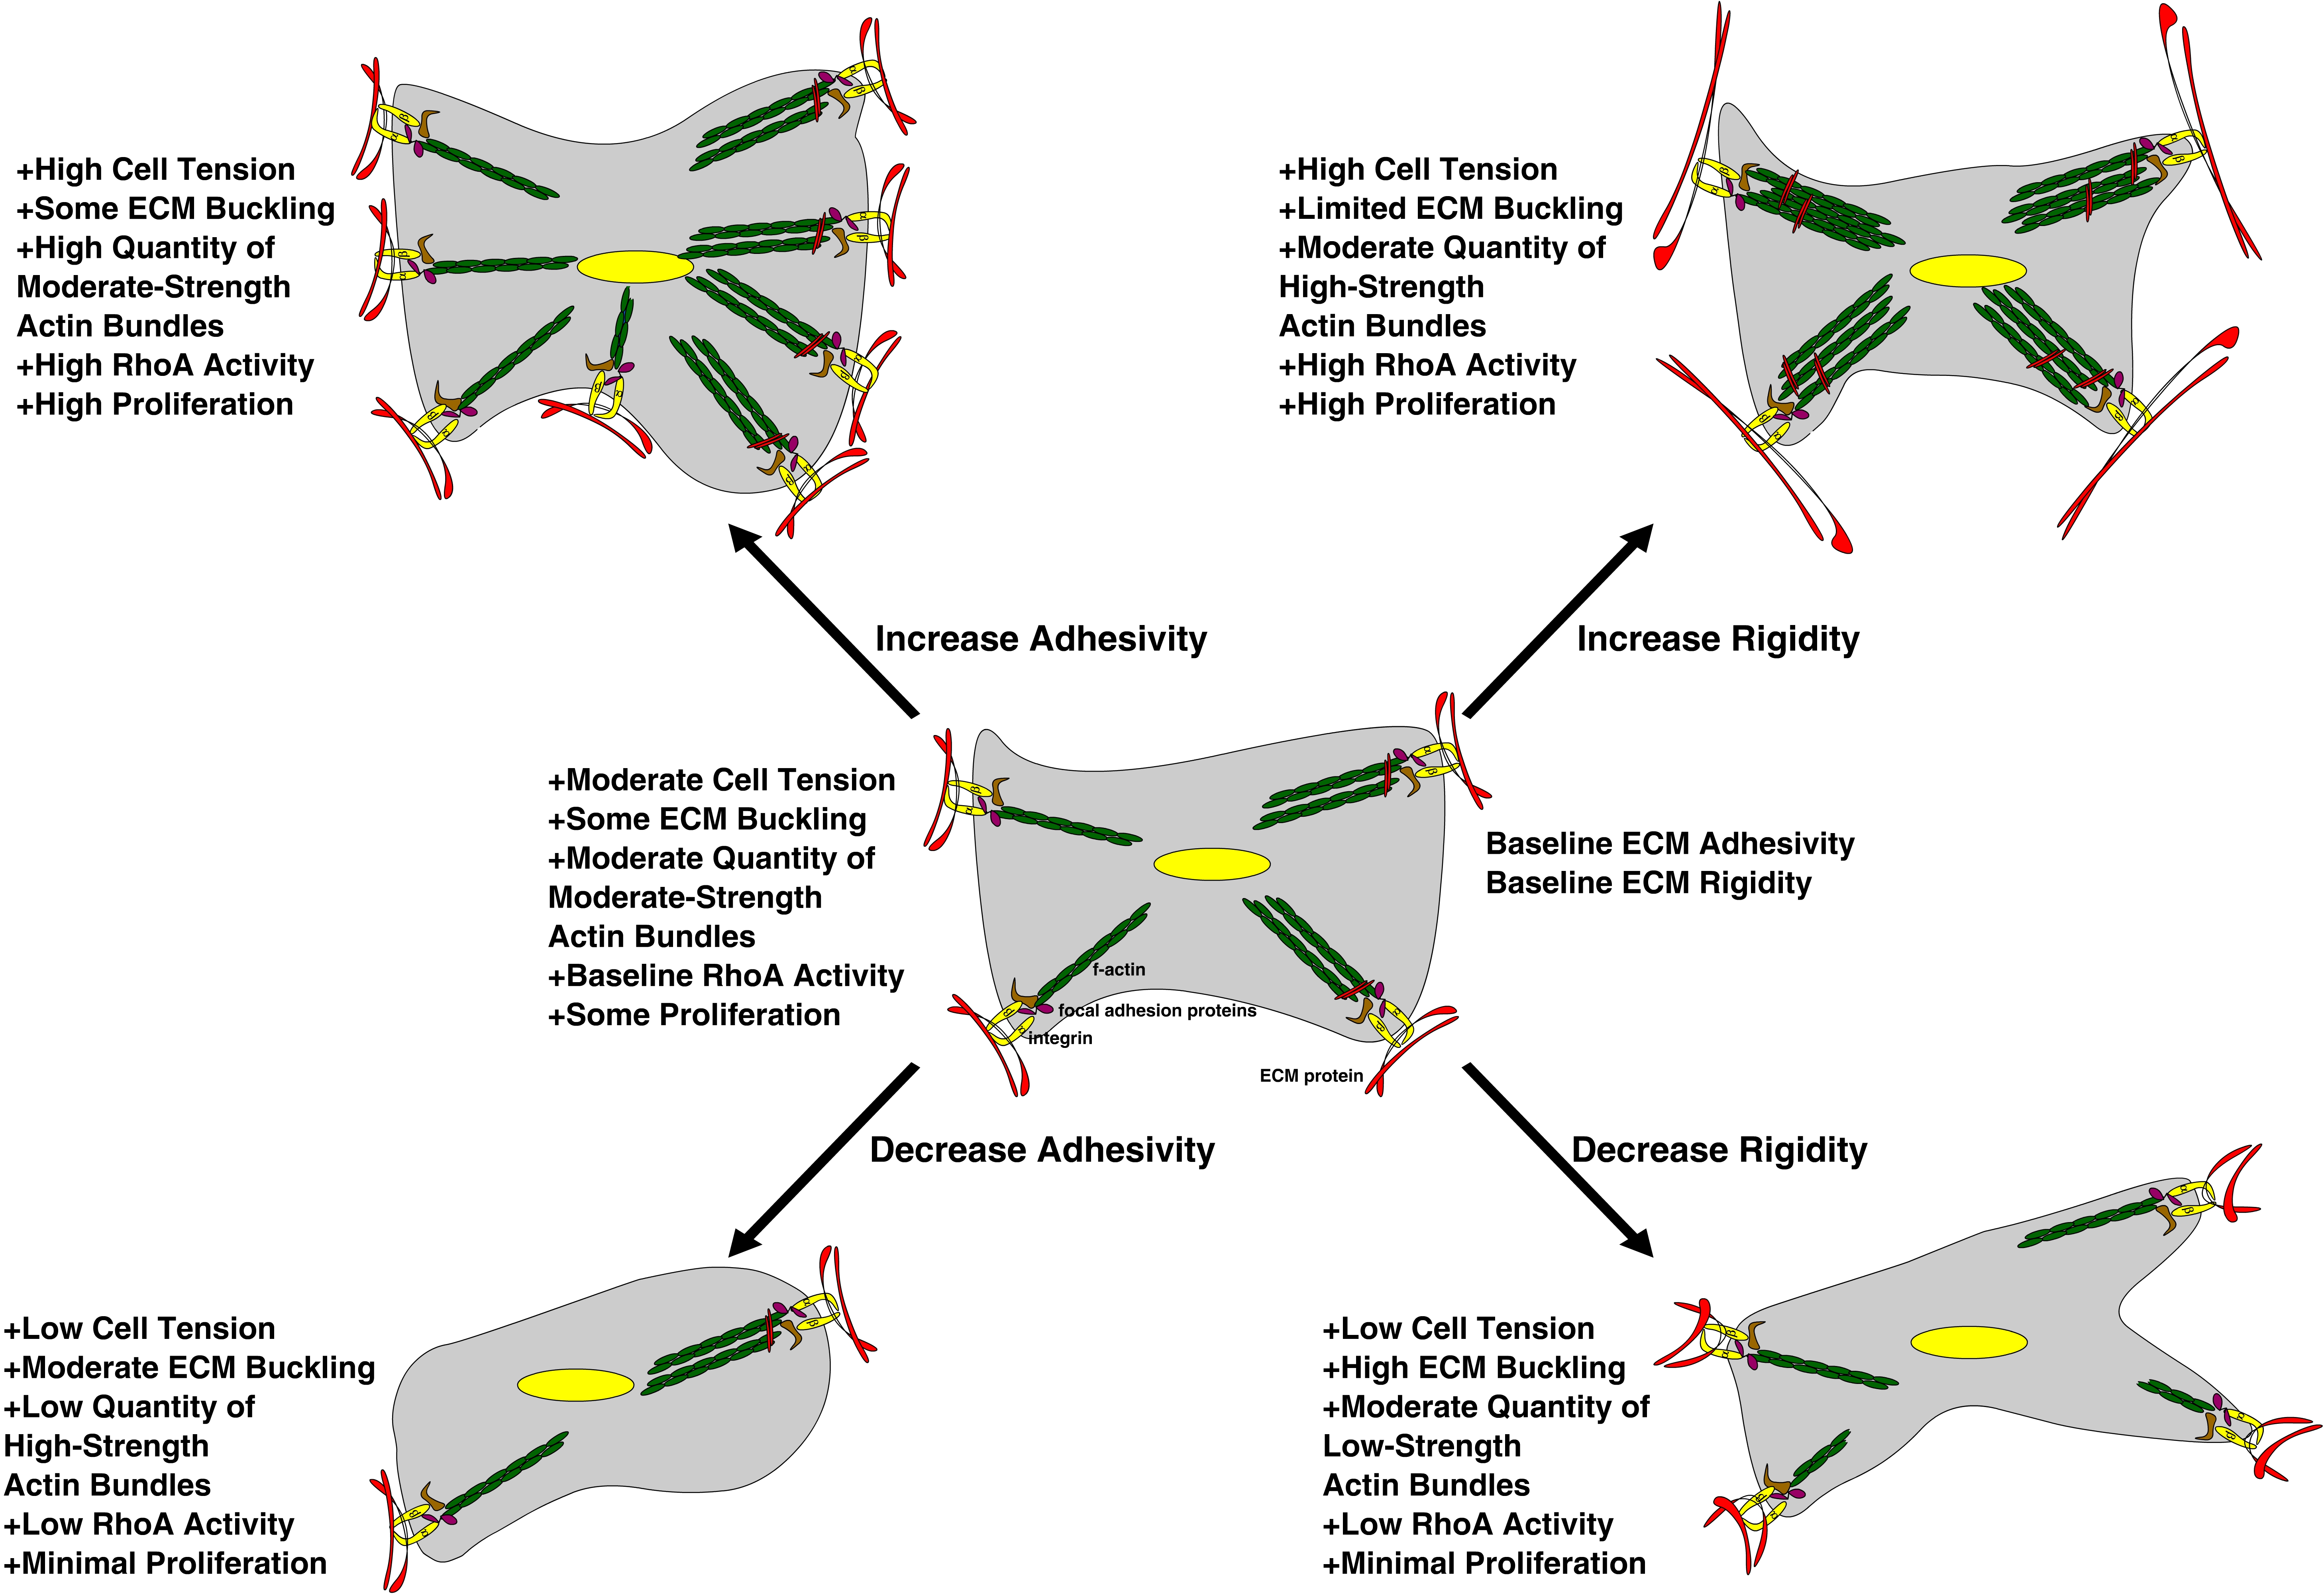 +High Cell Tension
+Some ECM Buckling
+High Quantity of
Moderate-Strength
Actin Bundles
+High RhoA Activity
+High Proliferation
β
α
β
α
β
α
β
α
α
β
α
β
α
β
α
β
+High Cell Tension
+Limited ECM Buckling
+Moderate Quantity of
High-Strength
Actin Bundles
+High RhoA Activity
+High Proliferation
β
α
α
β
β
α
α
β
Increase Adhesivity
Increase Rigidity
+Moderate Cell Tension
+Some ECM Buckling
+Moderate Quantity of
Moderate-Strength
Actin Bundles
+Baseline RhoA Activity
+Some Proliferation
β
α
α
β
β
α
α
β
f-actin
focal adhesion proteins
integrin
ECM protein
Baseline ECM Adhesivity
Baseline ECM Rigidity
Decrease Adhesivity
Decrease Rigidity
+Low Cell Tension
+Moderate ECM Buckling
+Low Quantity of
High-Strength
Actin Bundles
+Low RhoA Activity
+Minimal Proliferation
α
β
β
α
+Low Cell Tension
+High ECM Buckling
+Moderate Quantity of
Low-Strength
Actin Bundles
+Low RhoA Activity
+Minimal Proliferation
α
β
β
α
α
β
β
α